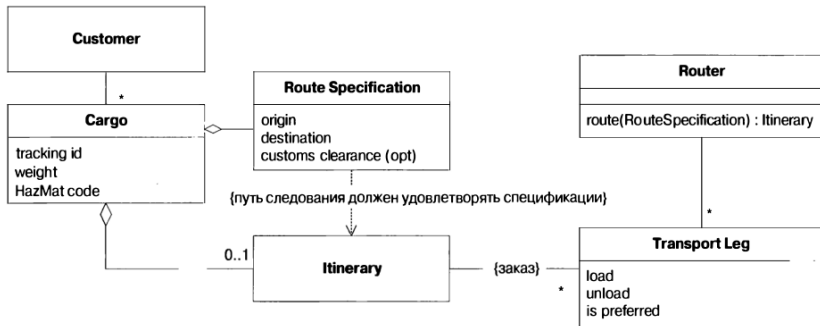 Customer
*
Cargo
tracking id
weight
HazMat code
Route Specification
origin
destination
customs clearance (opt)
Router
route(RouteSpecification) : Itinerary
{путь следования должен удовлетворять спецификации}
*
0..1
Itinerary
{заказ}
*
Transport Leg
load
unload
is preferred